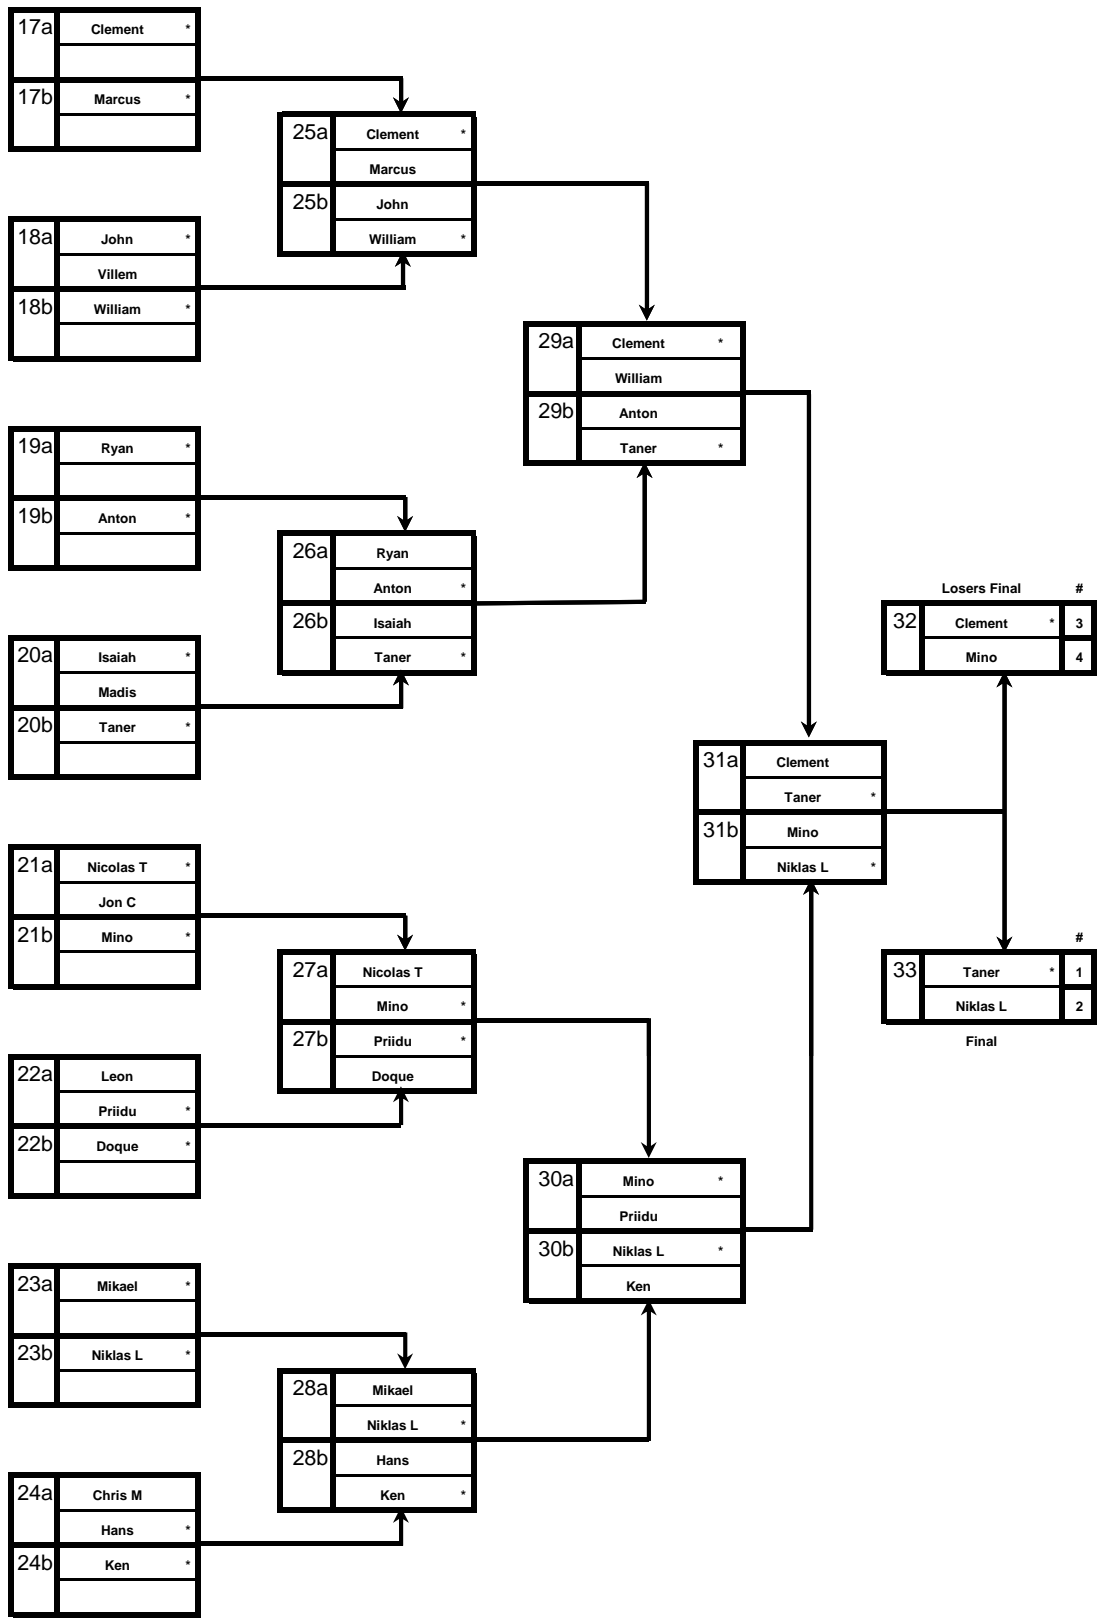 17a Clement *
17b Marcus *
18a John *
Villem
18b William *
19a Ryan *
19b Anton *
20a Isaiah *
Madis
20b Taner *
21a Nicolas T *
Jon C
21b Mino *
22a Leon
Priidu *
22b Doque *
23a Mikael *
23b Niklas L *
24a Chris M
Hans *
24b Ken *
25a Clement *
Marcus
25b John
William *
26a Ryan
Anton *
26b Isaiah
Taner *
27a Nicolas T
Mino *
27b Priidu *
Doque
28a Mikael
Niklas L *
28b Hans
Ken *
29a Clement *
William
29b Anton
Taner *
30a Mino *
Priidu
30b Niklas L *
Ken
31a Clement
Taner *
31b Mino
Niklas L *
Losers Final #
32 Clement * 3
Mino 4
#
33 Taner * 1
Niklas L 2
Final